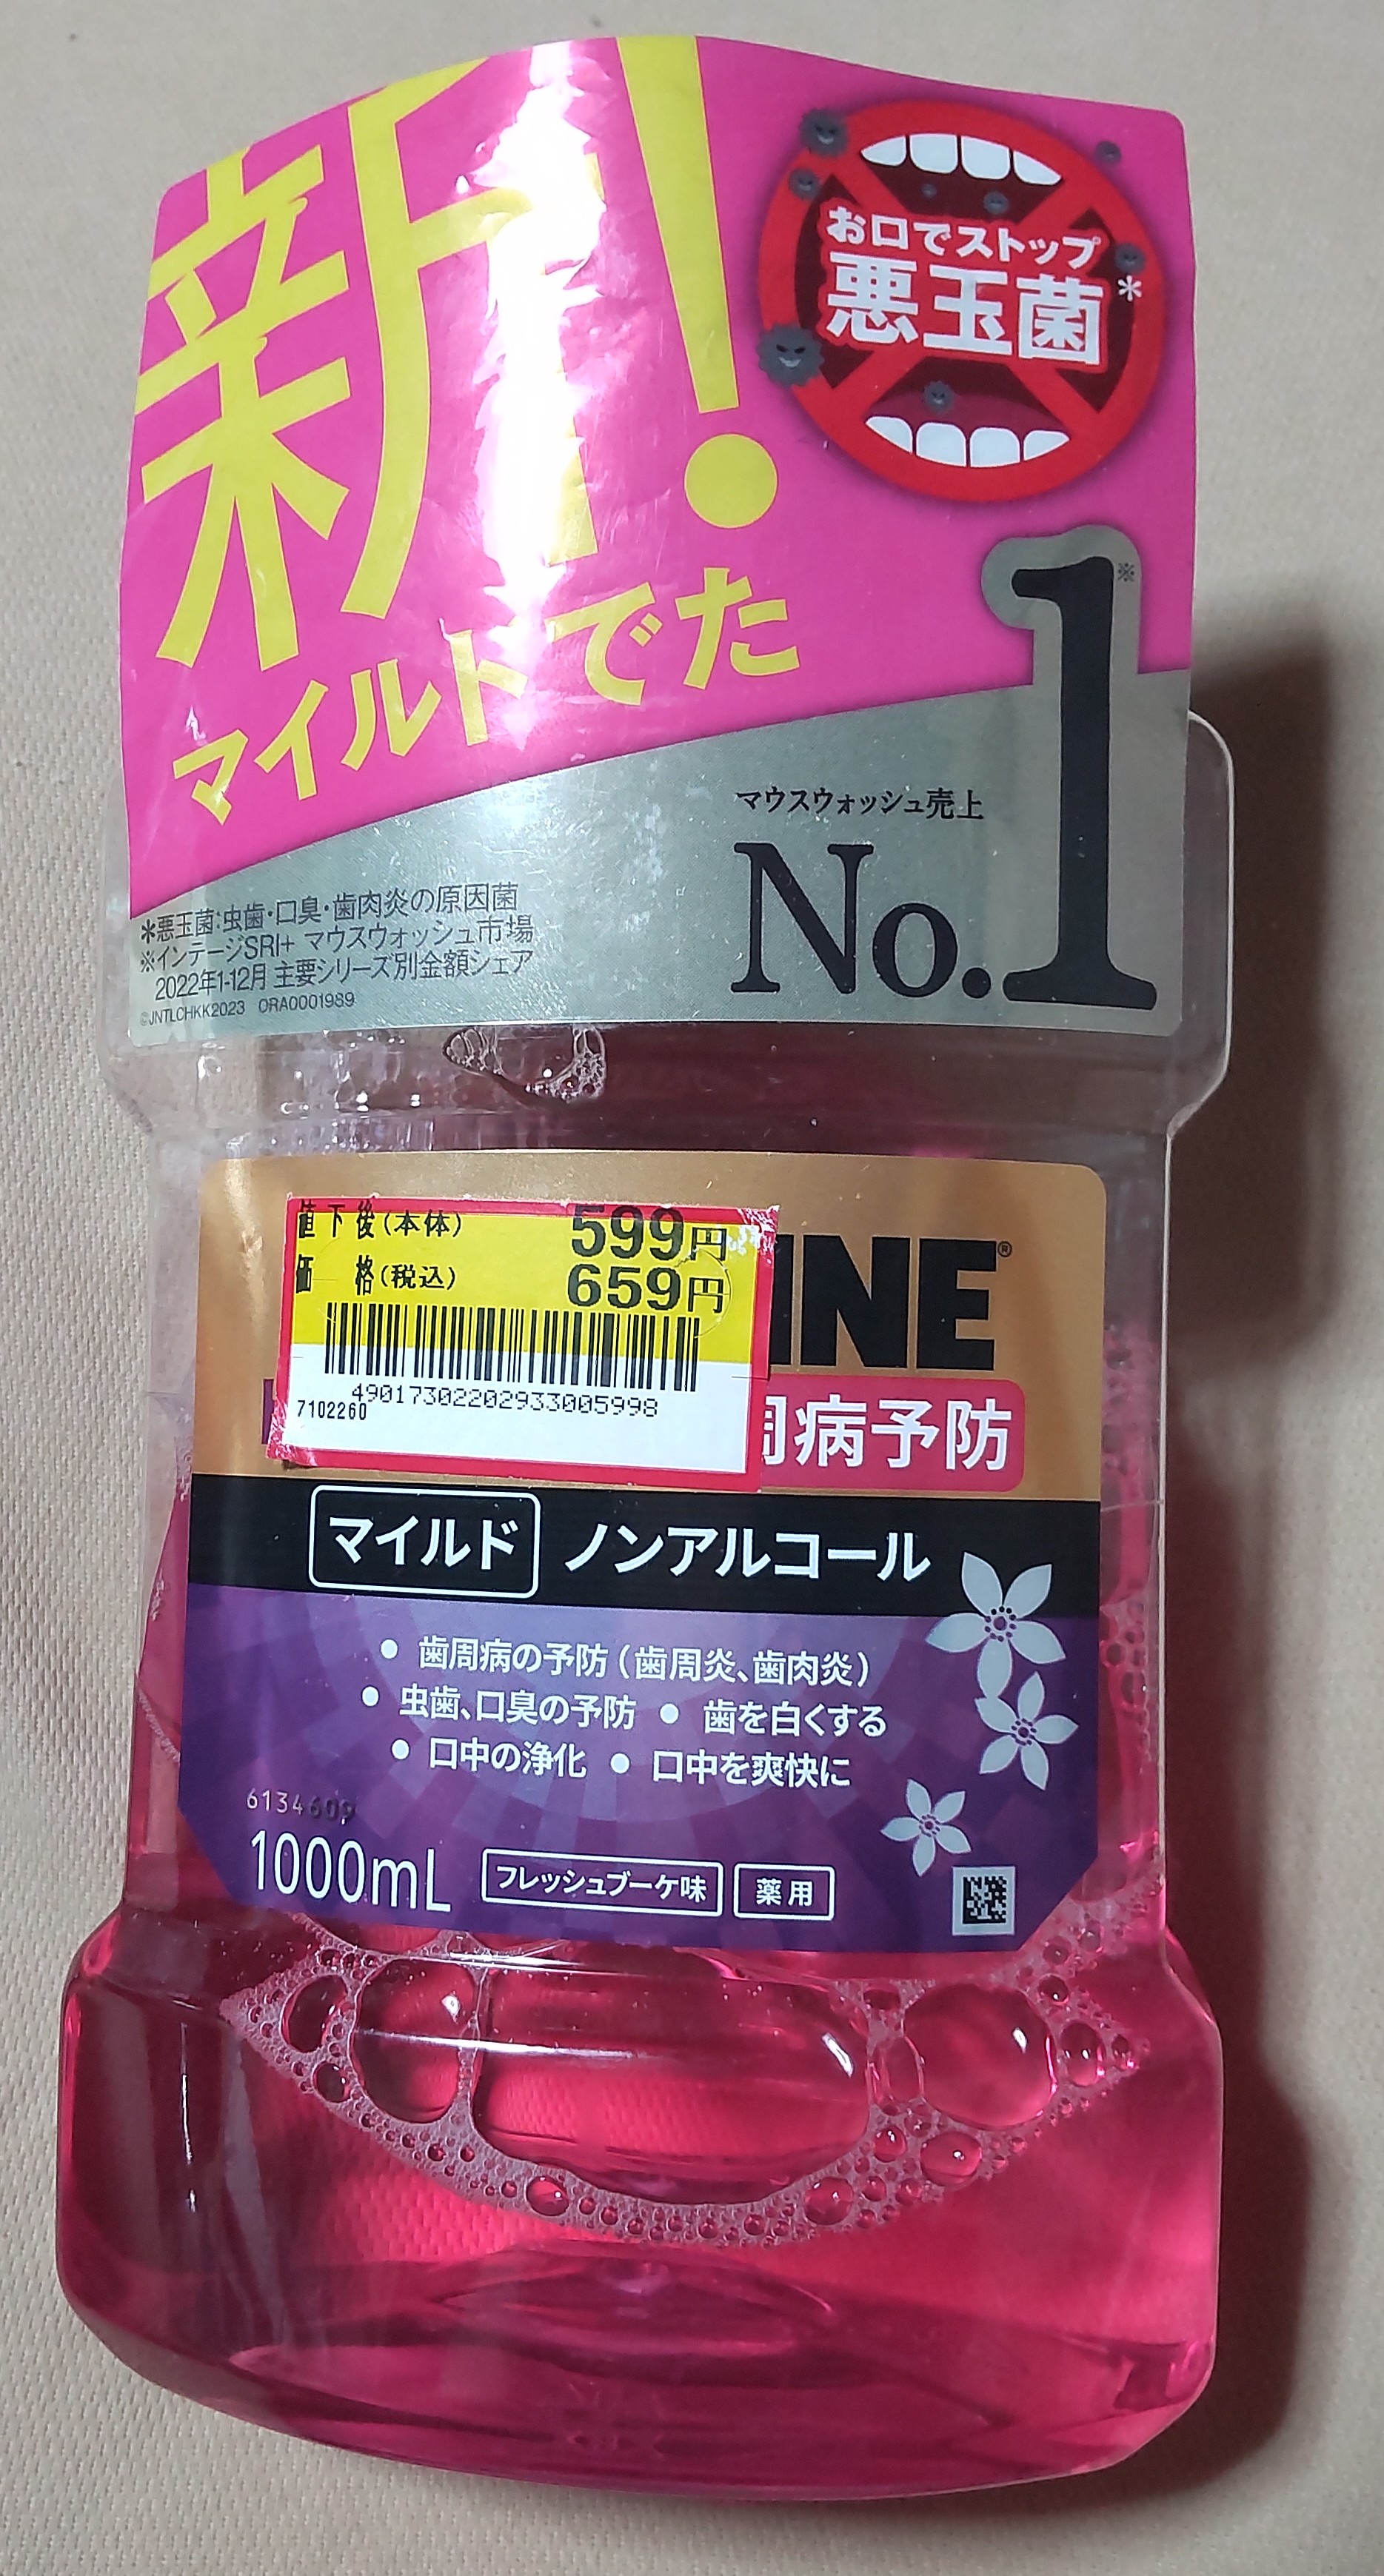 新!
マイルドでた
お口でストップ
悪玉菌*
マウスウォッシュ売上
No.1※
*悪玉菌:虫歯・口臭・歯肉炎の原因菌
※インテージSRI+ マウスウォッシュ市場
2022年1-12月 主要シリーズ別金額シェア
©JNTLCHKK2023 ORA0001989
値下後(本体) 599円
価格(税込) 659円
49017302202933005998
7102260
INE®
周病予防
マイルド ノンアルコール
• 歯周病の予防(歯周炎、歯肉炎)
• 虫歯、口臭の予防 • 歯を白くする
• 口中の浄化 • 口中を爽快に
6134609
1000mL フレッシュブーケ味 薬用